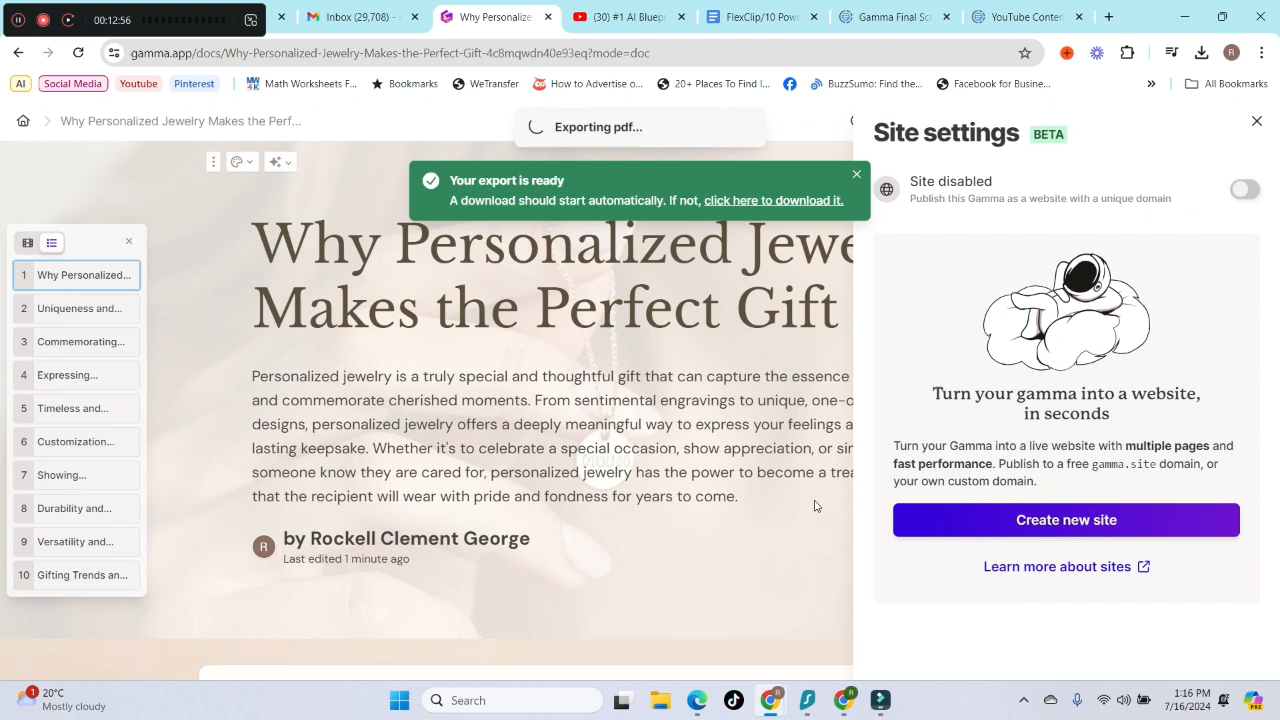 00:12:56
Inbox (29,708) -
Why Personalize
(30) #1 AI Bluep
Export Formats
Gamma Site Set
YouTube Conter
gamma.app/docs/Why-Personalized-Jewelry-Makes-the-Perfect-Gift-4c8mqwdn40e93eq?mode=doc
R
AI
Social Media
Youtube
Pinterest
Math Worksheets F...
Bookmarks
WeTransfer
How to Advertise o...
20+ Places To Find I...
BuzzSumo: Find the...
Facebook for Busine...
All Bookmarks
Why Personalized Jewelry Makes the Perf...
Exporting pdf...
Your export is ready
A download should start automatically. If not, click here to download it.
1 Why Personalized...
2 Uniqueness and...
3 Commemorating...
4 Expressing...
5 Timeless and...
6 Customization...
7 Showing...
8 Durability and...
9 Versatility and...
10 Gifting Trends an...
Why Personalized Jewe
Makes the Perfect Gift
Personalized jewelry is a truly special and thoughtful gift that can capture the essence
and commemorate cherished moments. From sentimental engravings to unique, one-o
designs, personalized jewelry offers a deeply meaningful way to express your feelings a
lasting keepsake. Whether it's to celebrate a special occasion, show appreciation, or sir
someone know they are cared for, personalized jewelry has the power to become a trea
that the recipient will wear with pride and fondness for years to come.
R
by Rockell Clement George
Last edited 1 minute ago
Site settings BETA
Site disabled
Publish this Gamma as a website with a unique domain
Turn your gamma into a website,
in seconds
Turn your Gamma into a live website with multiple pages and
fast performance. Publish to a free gamma.site domain, or
your own custom domain.
Create new site
Learn more about sites
1
20°C
Mostly cloudy
Search
1:16 PM
7/16/2024